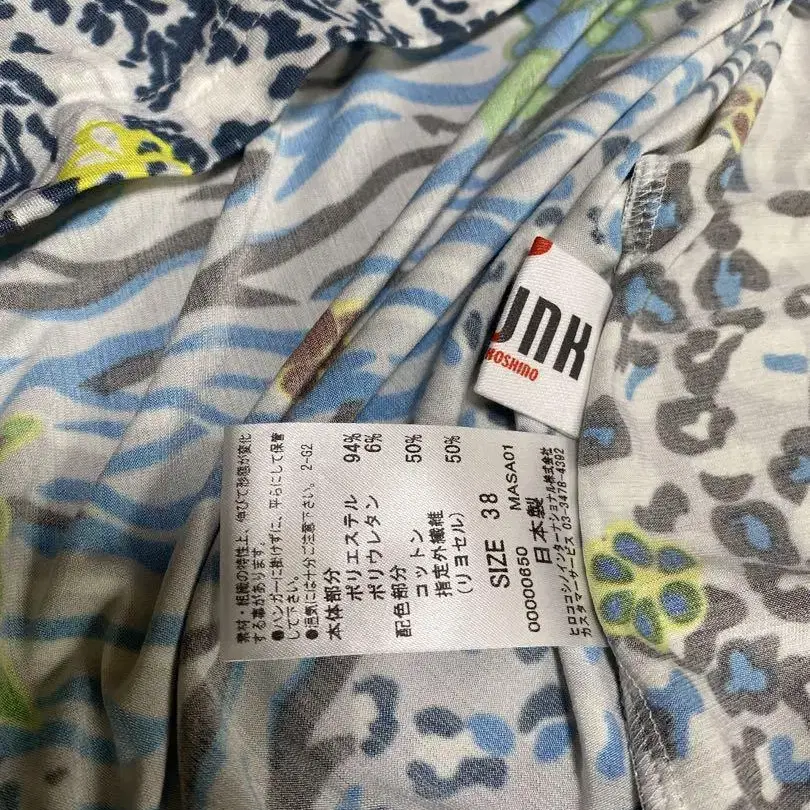 UNK
KOSHINO
素材・組織の特性上、伸びて形態が変化
する事があります。
●ハンガーに掛けずに、平らにして保管
して下さい。
●湿気には十分ご注意下さい。 2-G2
本体部分
ポリエステル 94%
ポリウレタン 6%
配色部分
コットン 50%
指定外繊維 50%
(リヨセル)
SIZE 38
00000650 MASA01
日本製
ヒロココシノインターナショナル株式会社
カスタマーサービス 03-3478-4392